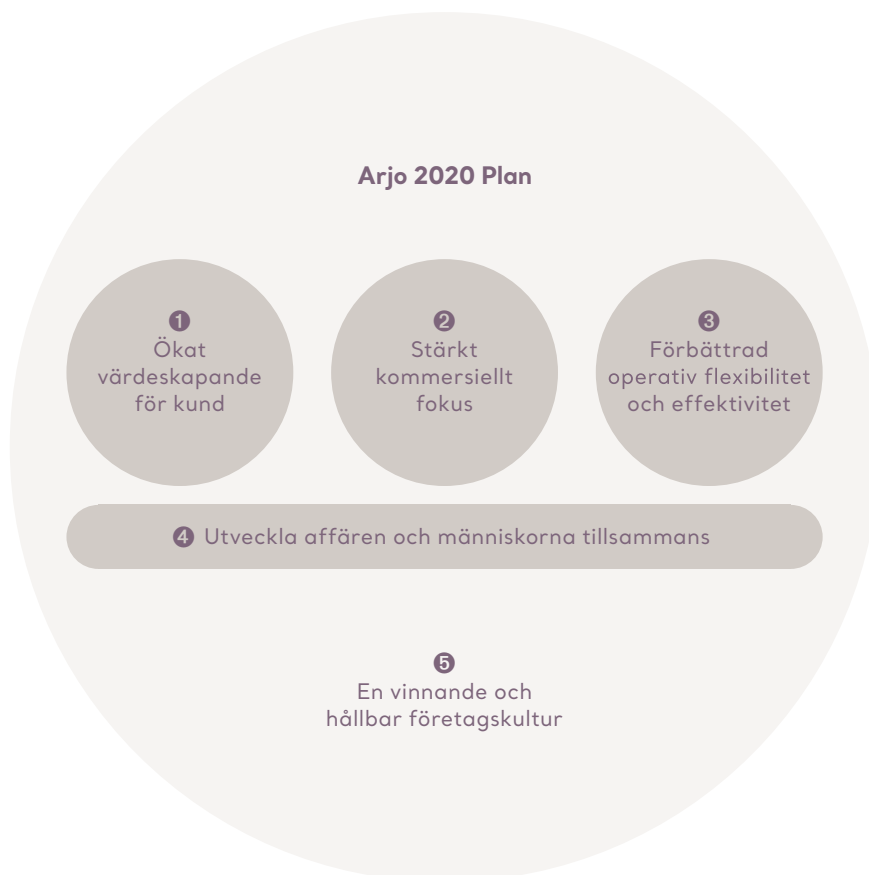 Arjo 2020 Plan
1
Ökat
värdeskapande
för kund
2
Stärkt
kommersiellt
fokus
3
Förbättrad
operativ flexibilitet
och effektivitet
4 Utveckla affären och människorna tillsammans
5
En vinnande och
hållbar företagskultur